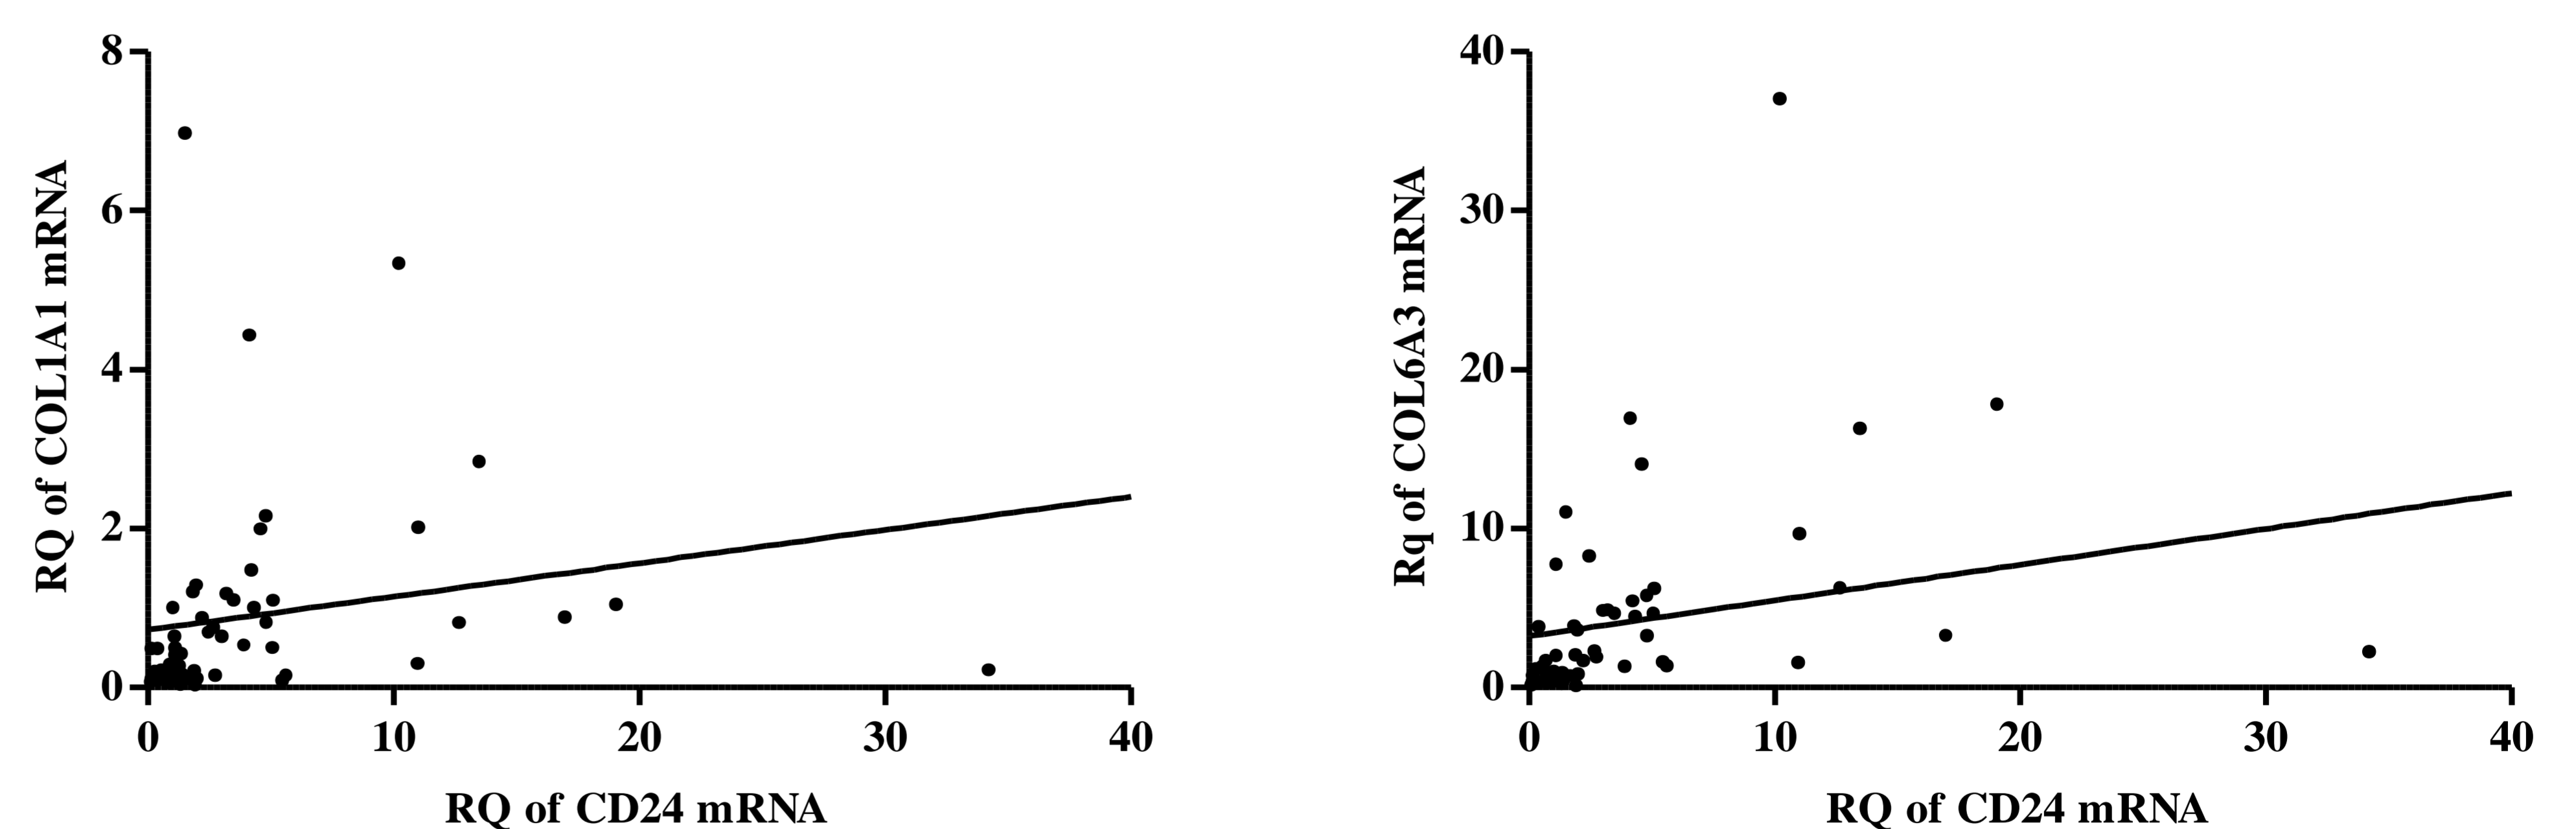 RQ of COL1A1 mRNA
8
6
4
2
0
0 10 20 30 40
RQ of CD24 mRNA
Rq of COL6A3 mRNA
40
30
20
10
0
0 10 20 30 40
RQ of CD24 mRNA